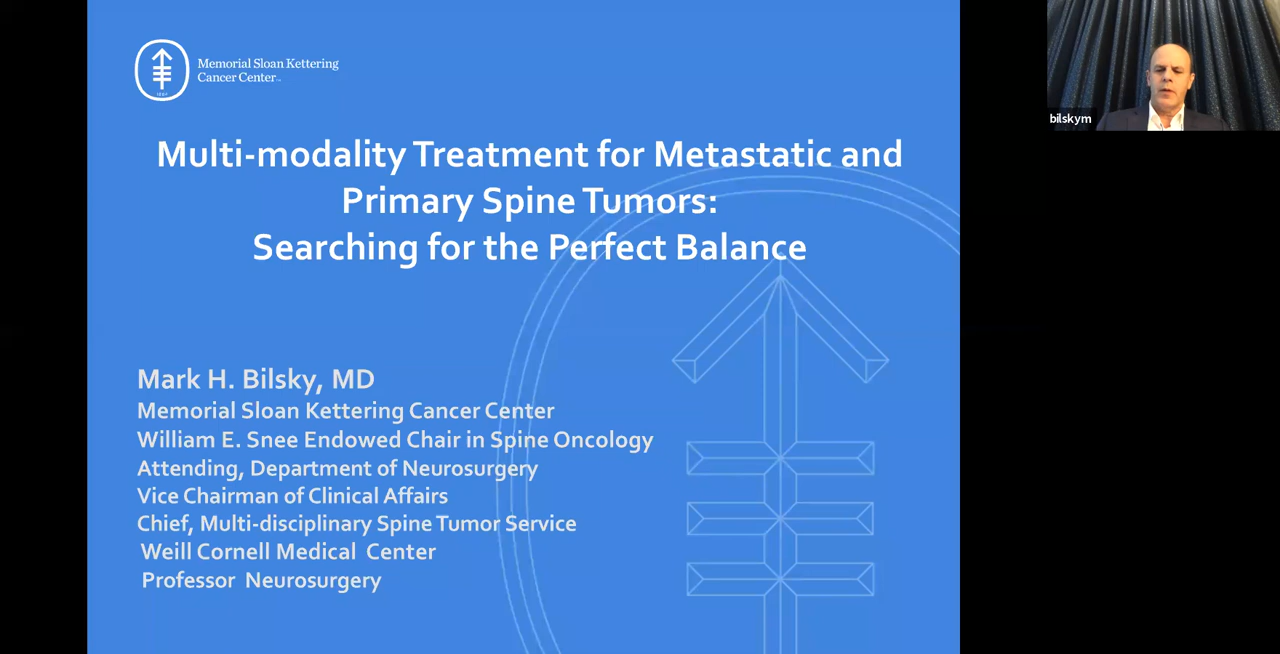 Memorial Sloan Kettering
Cancer Center
Multi-modality Treatment for Metastatic and
Primary Spine Tumors:
Searching for the Perfect Balance
Mark H. Bilsky, MD
Memorial Sloan Kettering Cancer Center
William E. Snee Endowed Chair in Spine Oncology
Attending, Department of Neurosurgery
Vice Chairman of Clinical Affairs
Chief, Multi-disciplinary Spine Tumor Service
Weill Cornell Medical Center
Professor Neurosurgery
bilskym